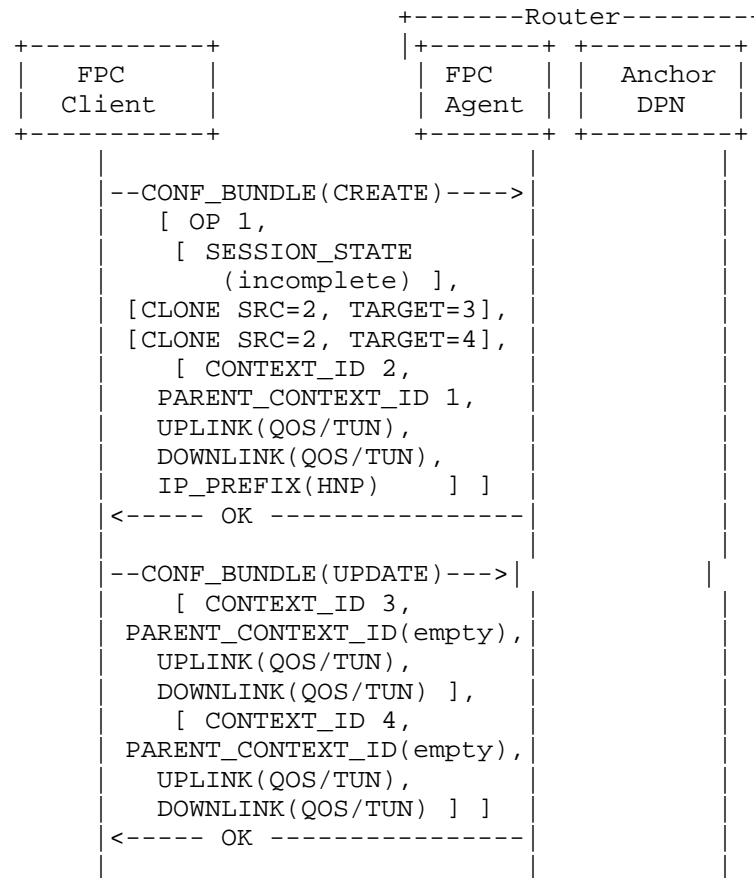 +-------Router--------
+-----------+ |+-------+ +---------+
| FPC | | FPC | | Anchor |
| Client | | Agent | | DPN |
+-----------+ +-------+ +---------+
| | |
|--CONF_BUNDLE(CREATE)---->| |
| [ OP 1, | |
| [ SESSION_STATE | |
| (incomplete) ], | |
| [CLONE SRC=2, TARGET=3], | |
| [CLONE SRC=2, TARGET=4], | |
| [ CONTEXT_ID 2, | |
| PARENT_CONTEXT_ID 1, | |
| UPLINK(QOS/TUN), | |
| DOWNLINK(QOS/TUN), | |
| IP_PREFIX(HNP) ] ] | |
|<----- OK ----------------| |
| | |
|--CONF_BUNDLE(UPDATE)--->| |
| [ CONTEXT_ID 3, | |
| PARENT_CONTEXT_ID(empty),| |
| UPLINK(QOS/TUN), | |
| DOWNLINK(QOS/TUN) ], | |
| [ CONTEXT_ID 4, | |
| PARENT_CONTEXT_ID(empty),| |
| UPLINK(QOS/TUN), | |
| DOWNLINK(QOS/TUN) ] ] | |
|<----- OK ----------------| |
| | |